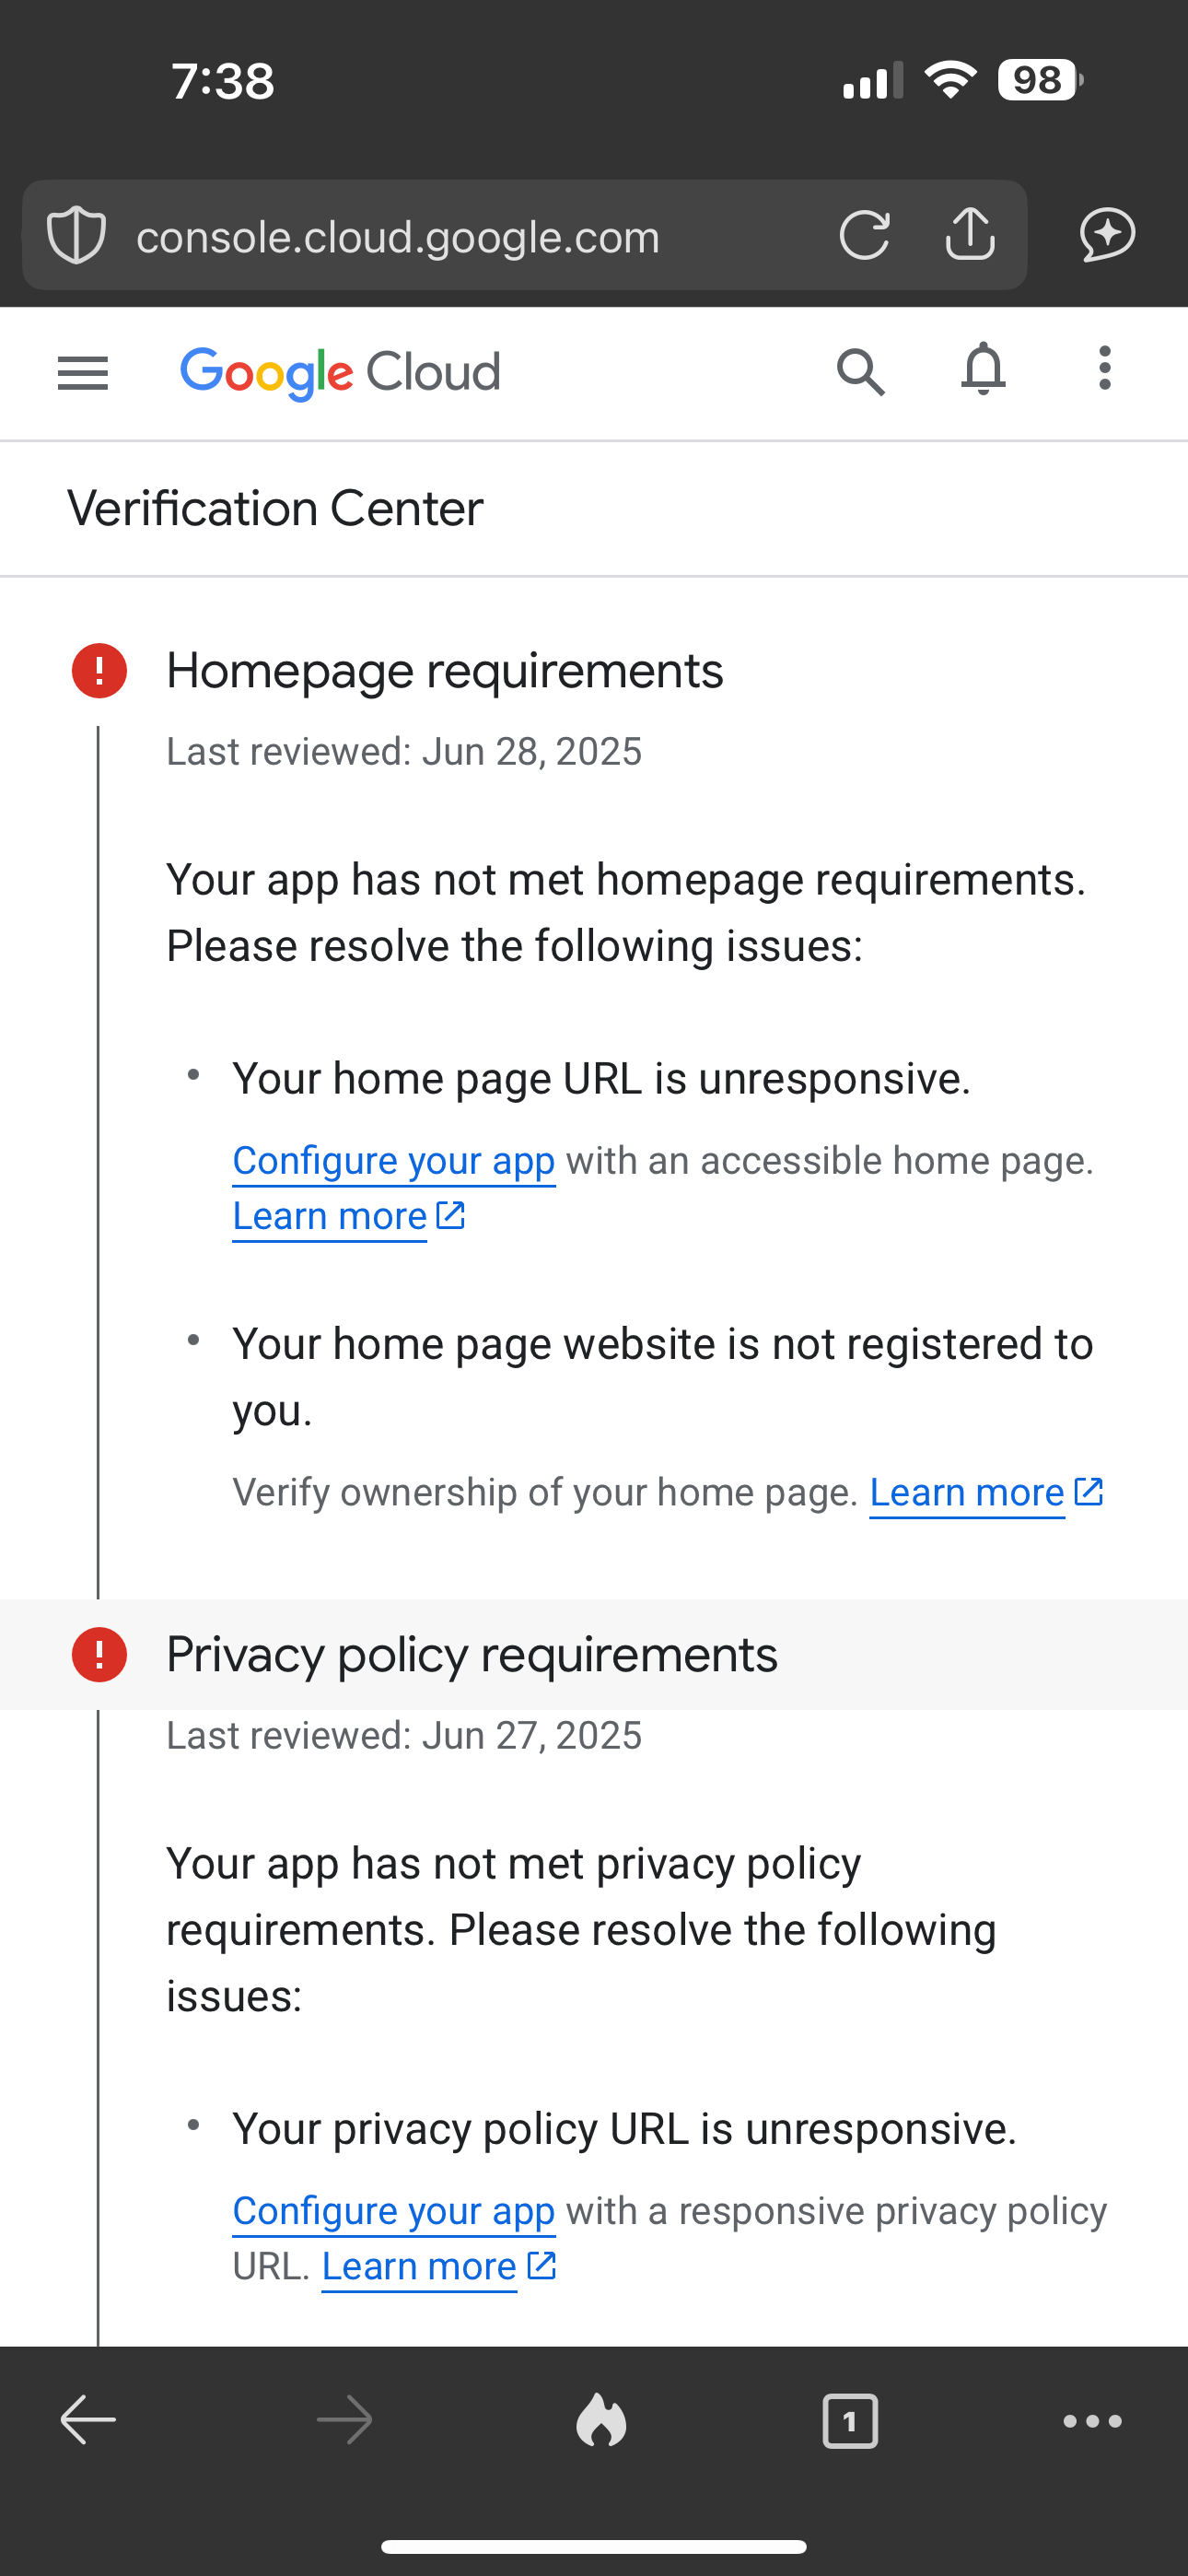 7:38
98
console.cloud.google.com
Google Cloud
Verification Center
Homepage requirements
Last reviewed: Jun 28, 2025
Your app has not met homepage requirements.
Please resolve the following issues:
• Your home page URL is unresponsive.
Configure your app with an accessible home page.
Learn more
• Your home page website is not registered to
you.
Verify ownership of your home page. Learn more
Privacy policy requirements
Last reviewed: Jun 27, 2025
Your app has not met privacy policy
requirements. Please resolve the following
issues:
• Your privacy policy URL is unresponsive.
Configure your app with a responsive privacy policy
URL. Learn more
1